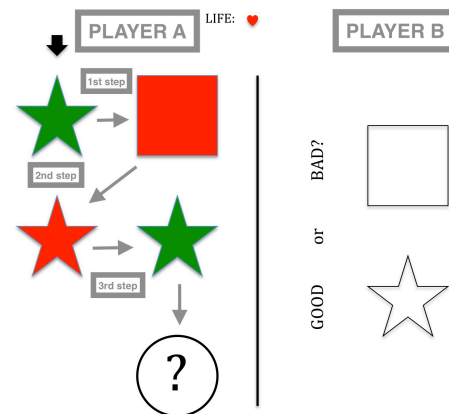 PLAYER A
LIFE:
PLAYER B
1st step
2nd step
3rd step
?
GOOD or BAD?